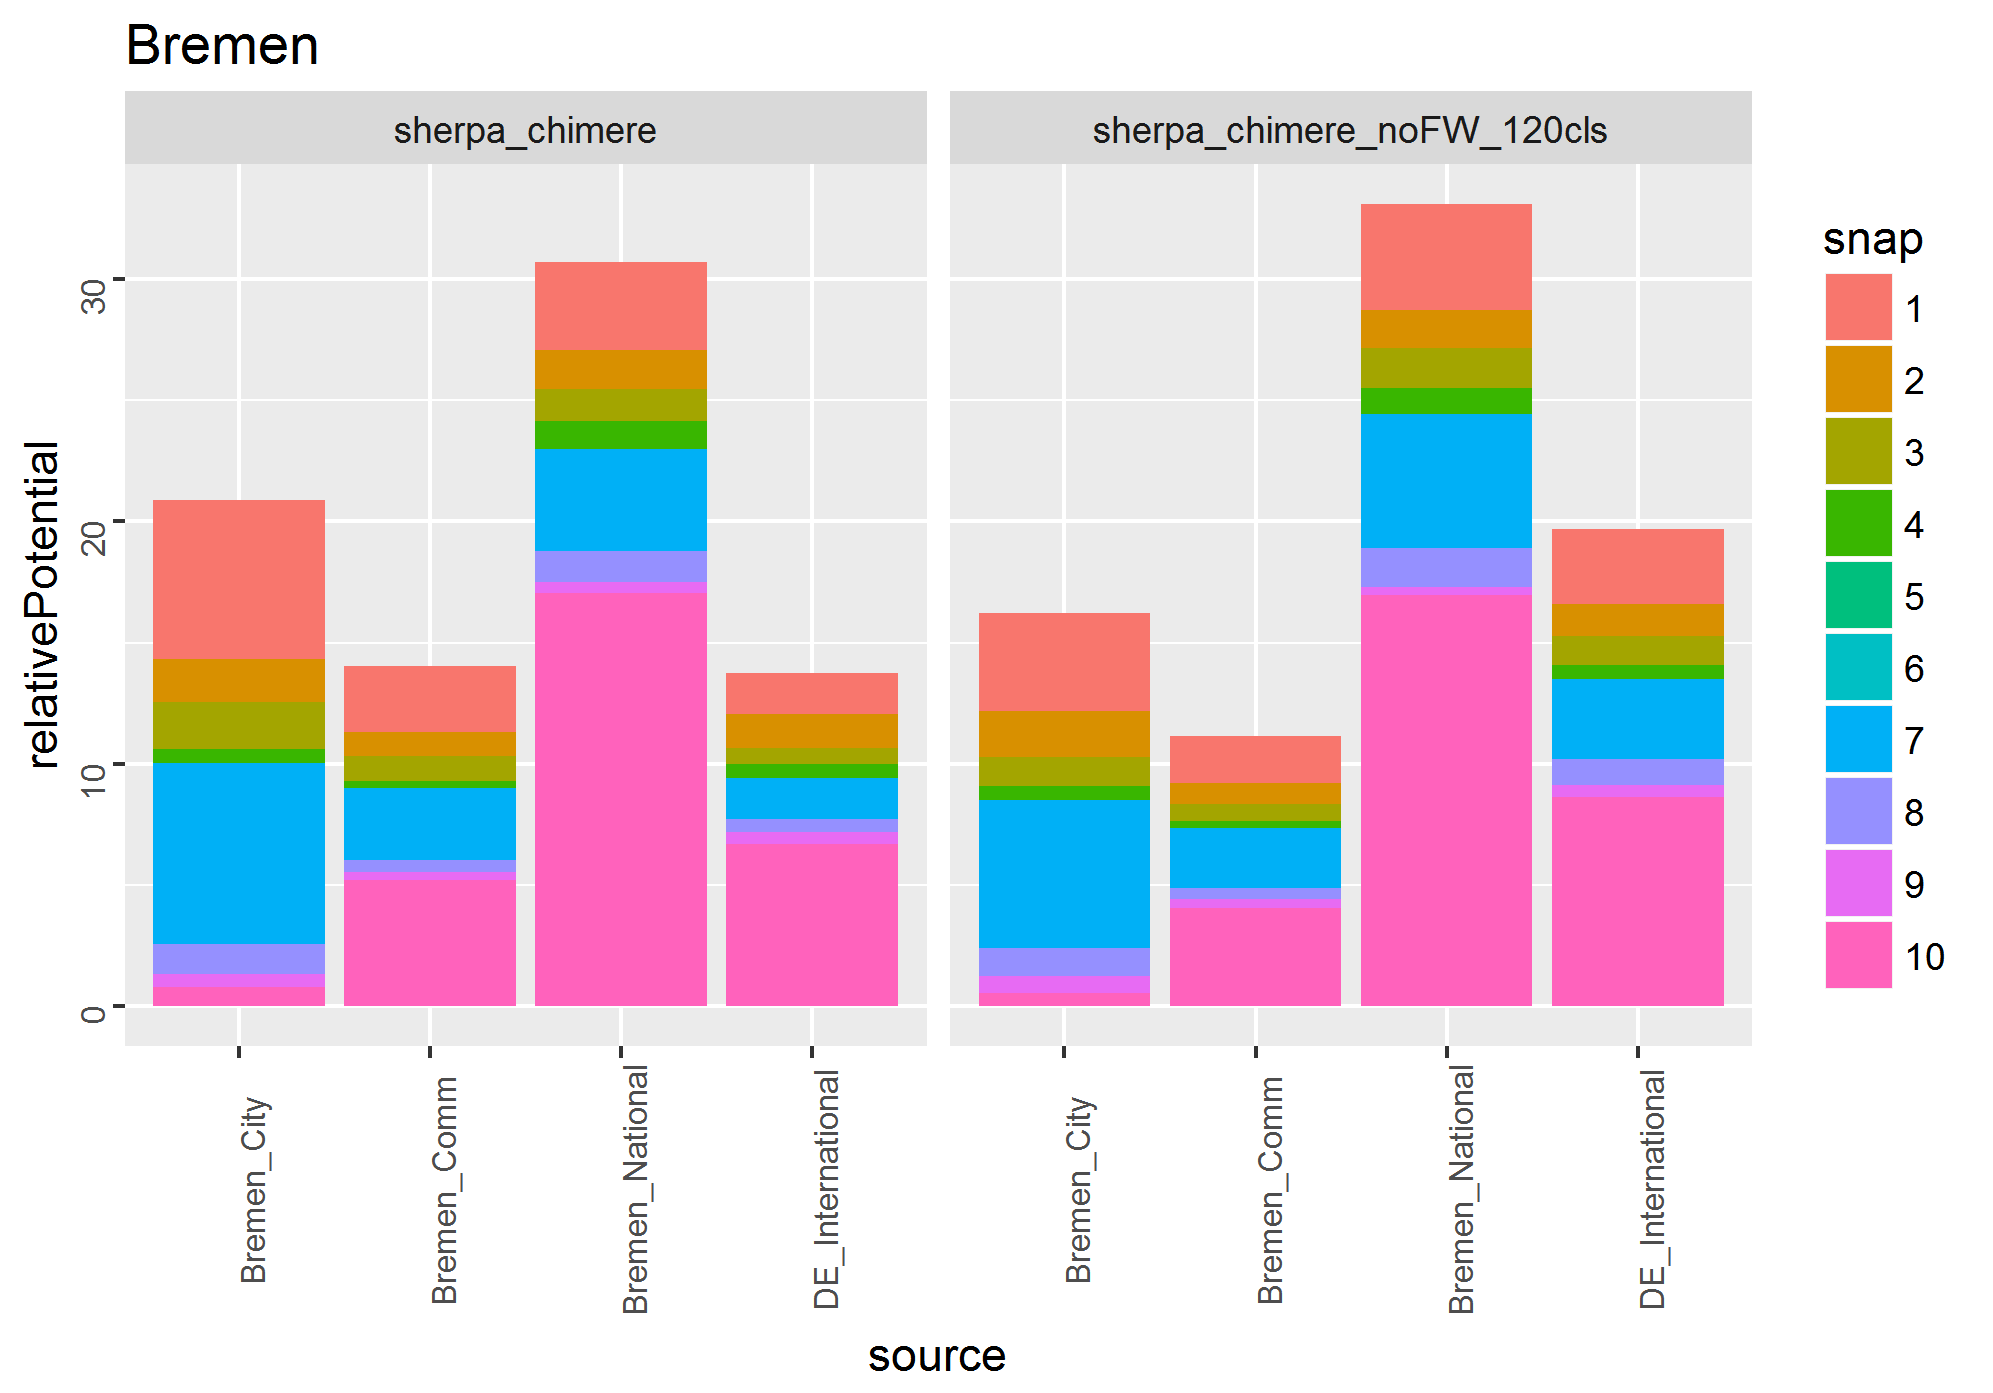 Bremen
sherpa_chimere
sherpa_chimere_noFW_120cls
relativePotential
30
20
10
0
Bremen_City
Bremen_Comm
Bremen_National
DE_International
Bremen_City
Bremen_Comm
Bremen_National
DE_International
source
snap
1
2
3
4
5
6
7
8
9
10